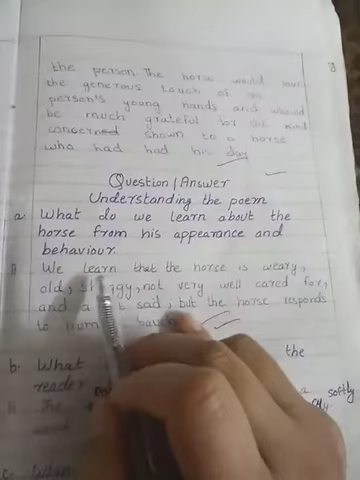 the person. The horse would love
the generous touch of the
person's young hands and would
be much grateful for the kind
concerned shown to a horse
who had had his day
Question/Answer
Understanding the poem
a. What do we learn about the
horse from his appearance and
behaviour.
We learn that the horse is weary,
old, shaggy, not very well cared for,
and a sad, but the horse responds
to
b. What the
reader a softly
The
c. When